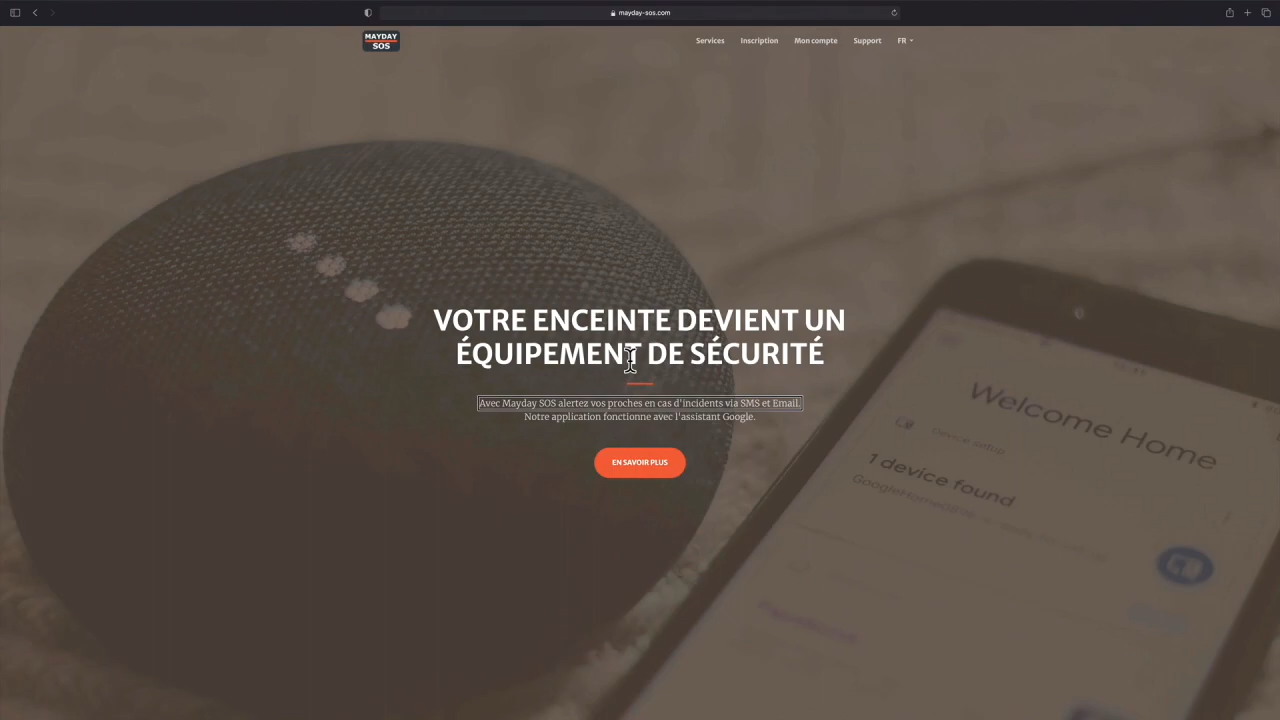 mayday-sos.com
MAYDAY
SOS
Services
Inscription
Mon compte
Support
FR
VOTRE ENCEINTE DEVIENT UN
ÉQUIPEMENT DE SÉCURITÉ
Avec Mayday SOS alertez vos proches en cas d'incidents via SMS et Email.
Notre application fonctionne avec l'assistant Google.
EN SAVOIR PLUS
Welcome Home
Device setup
1 device found